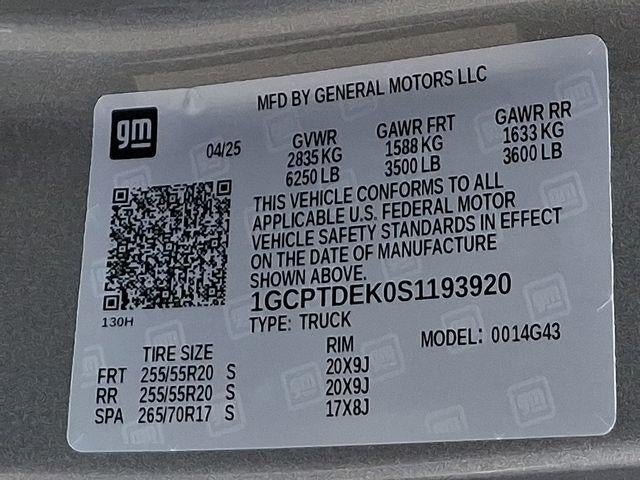 MFD BY GENERAL MOTORS LLC
gm
04/25
GVWR GAWR FRT GAWR RR
2835 KG 1588 KG 1633 KG
6250 LB 3500 LB 3600 LB
THIS VEHICLE CONFORMS TO ALL
APPLICABLE U.S. FEDERAL MOTOR
VEHICLE SAFETY STANDARDS IN EFFECT
ON THE DATE OF MANUFACTURE
SHOWN ABOVE.
1GCPTDEK0S1193920
130H
TYPE: TRUCK
MODEL: 0014G43
TIRE SIZE RIM
FRT 255/55R20 S 20X9J
RR 255/55R20 S 20X9J
SPA 265/70R17 S 17X8J